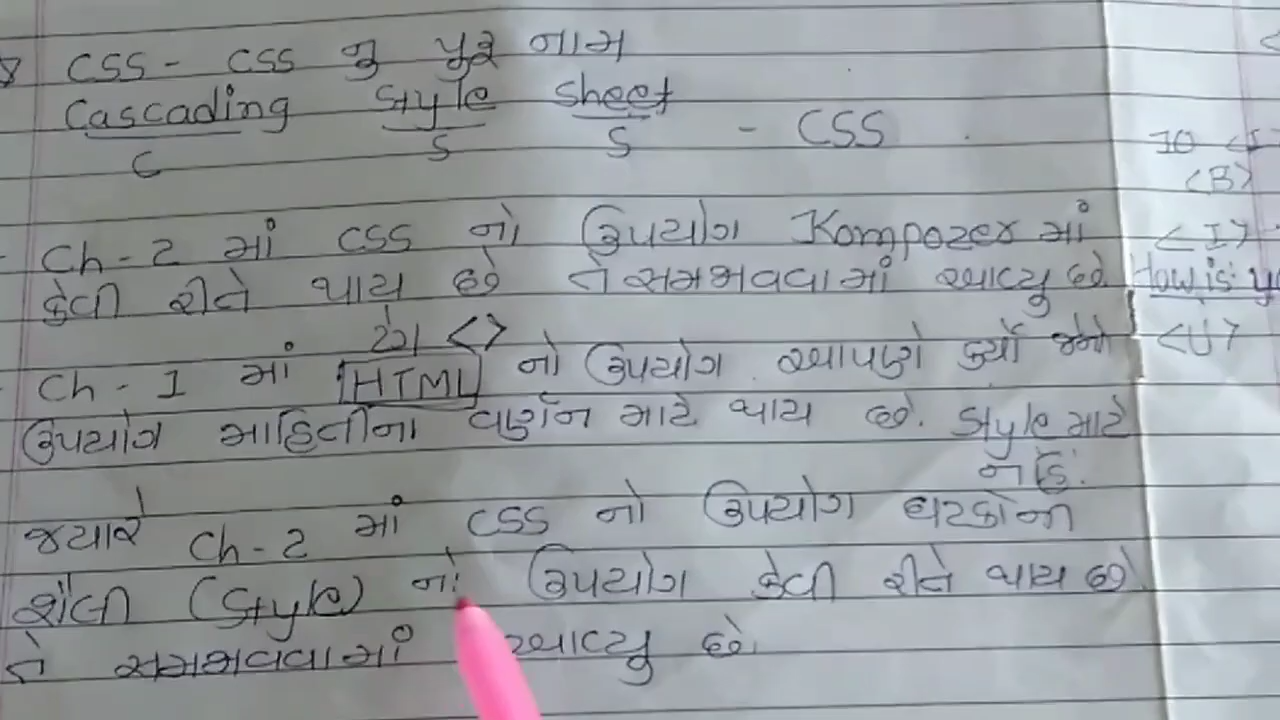 CSS - CSS નુ પૂરૂ નામ
Cascading Style Sheet
C S S - CSS
Ch - 2 માં CSS નો ઉપયોગ Kompozer માં
કેવી રીતે થાય છે તે સમજાવવામાં આવ્યુ છે.
ટેગ <>
Ch - 1 માં HTML નો ઉપયોગ આપણે કર્યો જેનો
ઉપયોગ માહિતીના વર્ણન માટે થાય છે. Style માટે
નહિં.
જયારે Ch - 2 માં CSS નો ઉપયોગ ઘટકોના
શૈલી (Style) નો ઉપયોગ કેવી રીતે થાય છે
તે સમજાવવામાં આવ્યુ છે.
<B>
<I>
How is
<U>